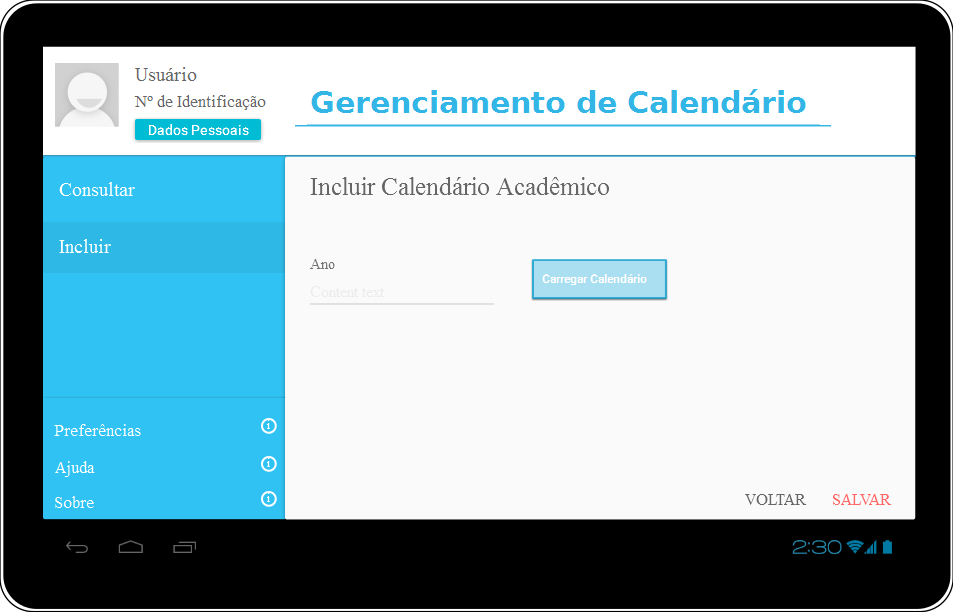 Usuário
Nº de Identificação
Dados Pessoais
Gerenciamento de Calendário
Consultar
Incluir
Incluir Calendário Acadêmico
Ano
Content text
Carregar Calendário
Preferências
Ajuda
Sobre
VOLTAR SALVAR
2:30